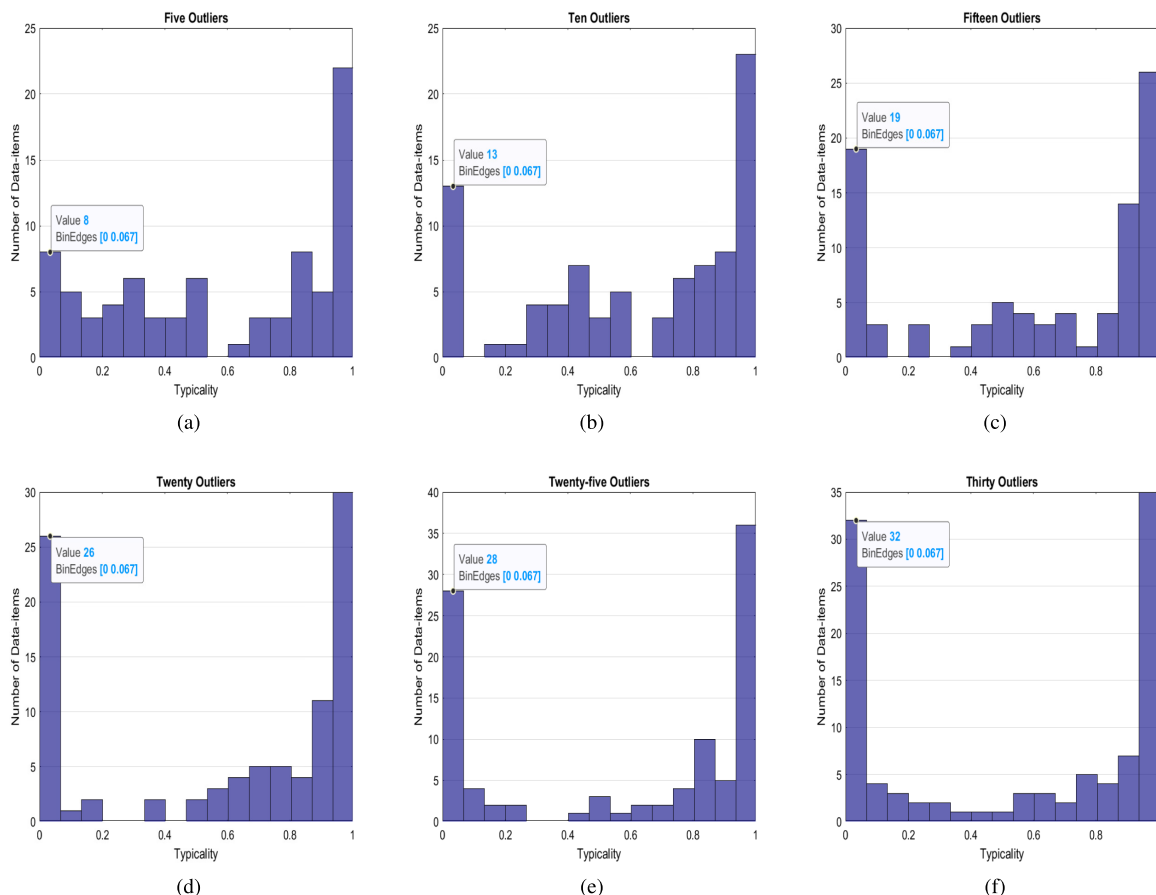 Five Outliers
25
20
15
10
5
0
Number of Data-items
Value 8
BinEdges [0 0.067]
0 0.2 0.4 0.6 0.8 1
Typicality
(a)
Ten Outliers
25
20
15
10
5
0
Number of Data-items
Value 13
BinEdges [0 0.067]
0 0.2 0.4 0.6 0.8 1
Typicality
(b)
Fifteen Outliers
30
25
20
15
10
5
0
Number of Data-items
Value 19
BinEdges [0 0.067]
0 0.2 0.4 0.6 0.8
Typicality
(c)
Twenty Outliers
30
25
20
15
10
5
0
Number of Data-items
Value 26
BinEdges [0 0.067]
0 0.2 0.4 0.6 0.8 1
Typicality
(d)
Twenty-five Outliers
40
35
30
25
20
15
10
5
0
Number of Data-items
Value 28
BinEdges [0 0.067]
0 0.2 0.4 0.6 0.8 1
Typicality
(e)
Thirty Outliers
35
30
25
20
15
10
5
0
Number of Data-items
Value 32
BinEdges [0 0.067]
0 0.2 0.4 0.6 0.8
Typicality
(f)